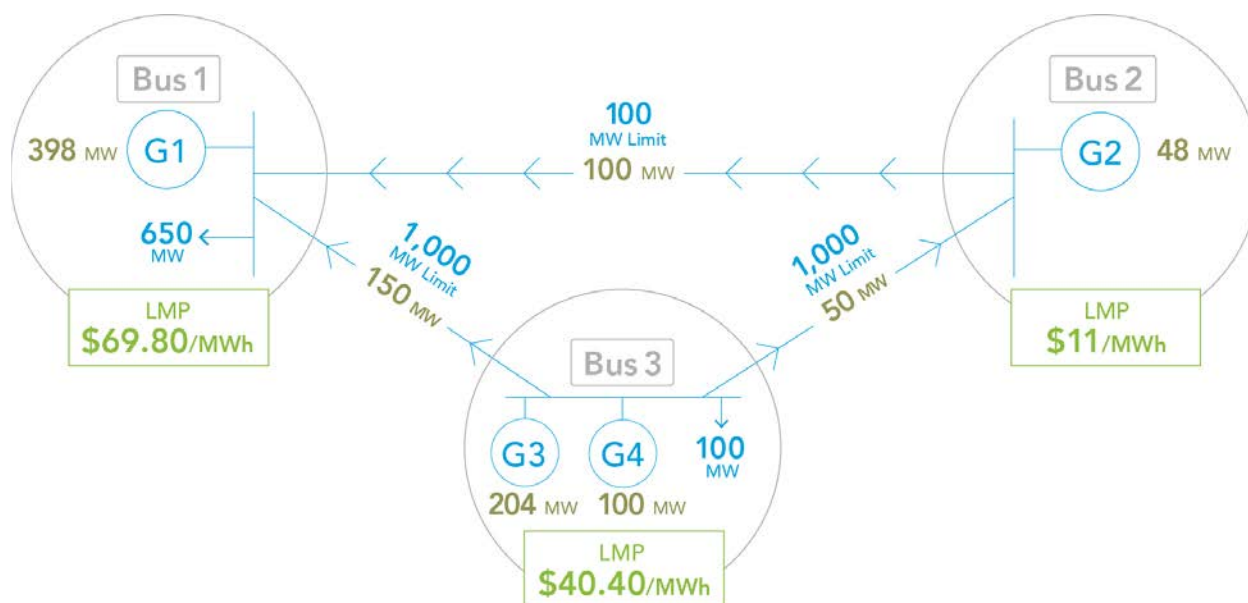 Bus 1
Bus 2
100
MW Limit
398 MW
G1
100 MW
G2
48 MW
650
MW
1,000
MW Limit
150 MW
1,000
MW Limit
50 MW
LMP
$69.80/MWh
LMP
$11/MWh
Bus 3
G3
G4
100
MW
204 MW
100 MW
LMP
$40.40/MWh